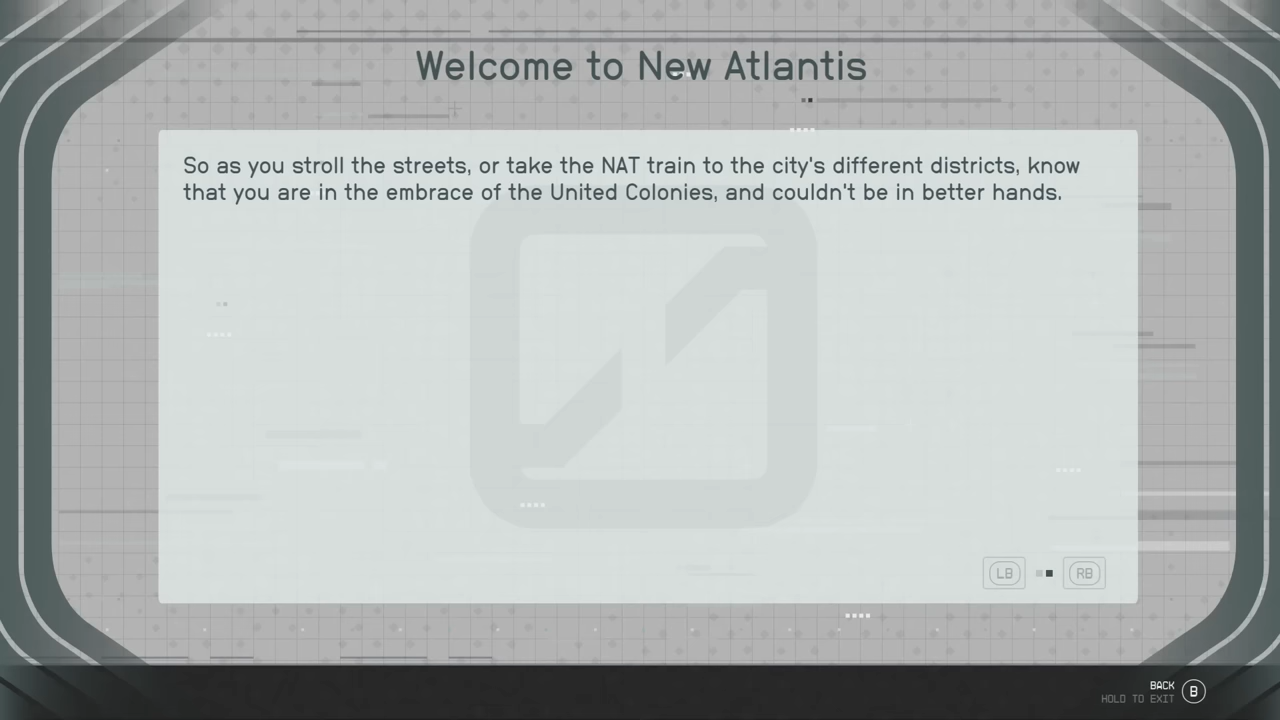 Welcome to New Atlantis
So as you stroll the streets, or take the NAT train to the city's different districts, know
that you are in the embrace of the United Colonies, and couldn't be in better hands.
LB RB
BACK
HOLD TO EXIT B